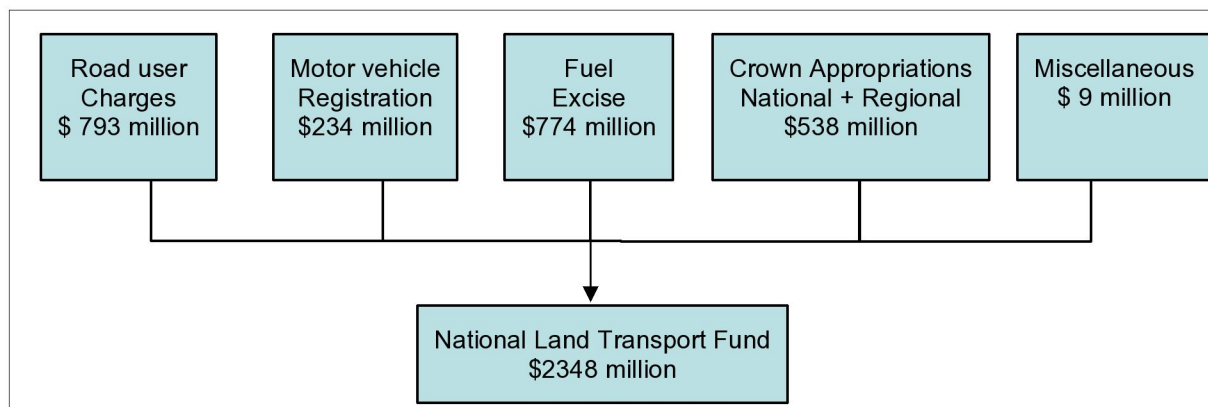 Road user
Charges
$ 793 million
Motor vehicle
Registration
$234 million
Fuel
Excise
$774 million
Crown Appropriations
National + Regional
$538 million
Miscellaneous
$ 9 million
National Land Transport Fund
$2348 million